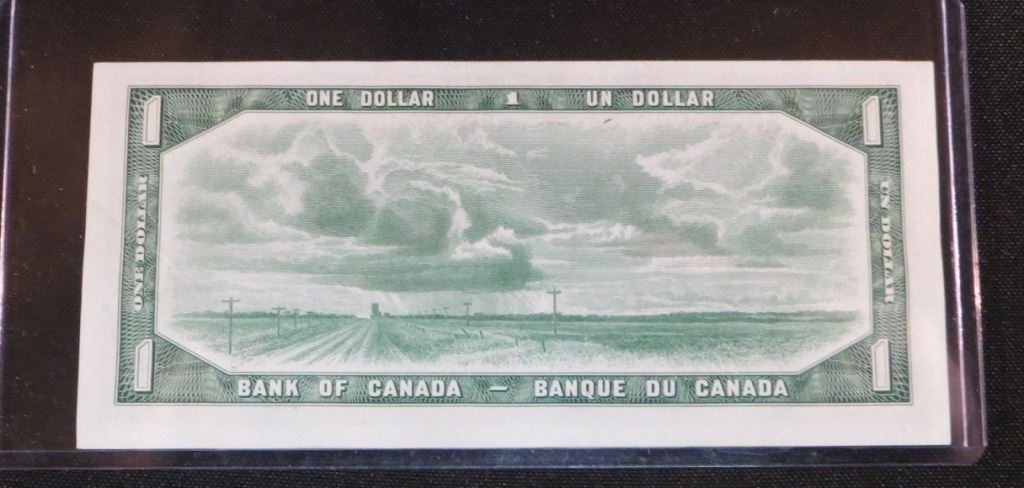 ONE DOLLAR 1 UN DOLLAR
1
1
ONE DOLLAR
UN DOLLAR
1
1
BANK OF CANADA – BANQUE DU CANADA